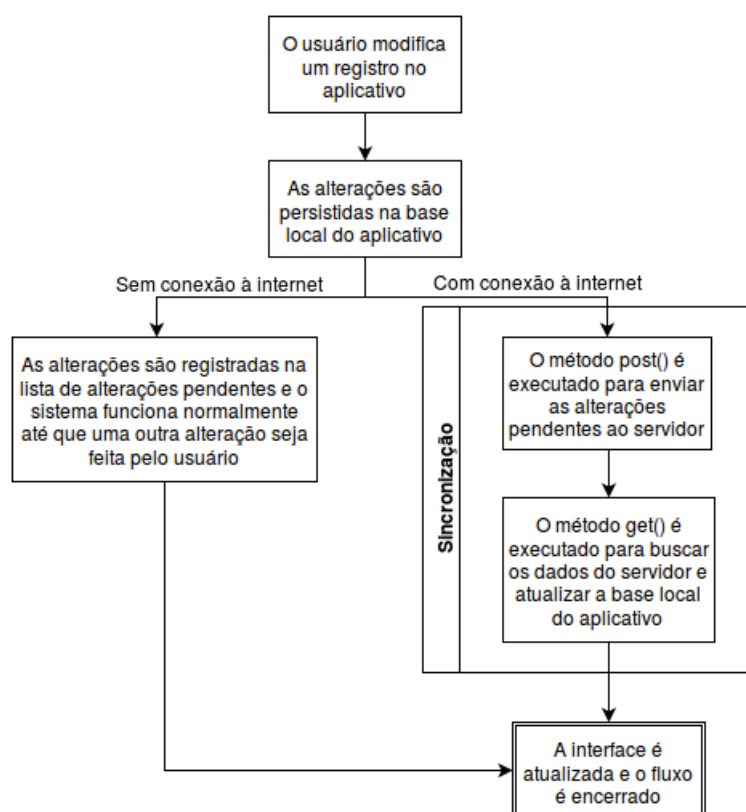 O usuário modifica
um registro no
aplicativo
As alterações são
persistidas na base
local do aplicativo
Sem conexão à internet
Com conexão à internet
As alterações são registradas na
lista de alterações pendentes e o
sistema funciona normalmente
até que uma outra alteração seja
feita pelo usuário
Sincronização
O método post() é
executado para enviar
as alterações
pendentes ao servidor
O método get() é
executado para buscar
os dados do servidor e
atualizar a base local
do aplicativo
A interface é
atualizada e o fluxo
é encerrado